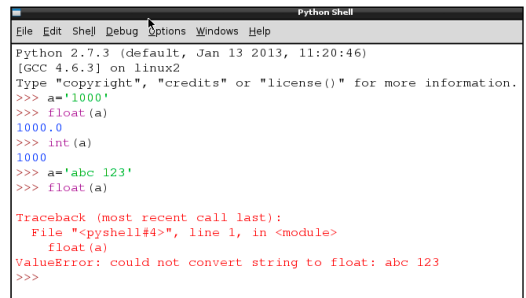 Python Shell
File Edit Shell Debug Options Windows Help
Python 2.7.3 (default, Jan 13 2013, 11:20:46)
[GCC 4.6.3] on linux2
Type "copyright", "credits" or "license()" for more information.
>>> a='1000'
>>> float(a)
1000.0
>>> int(a)
1000
>>> a='abc 123'
>>> float(a)
Traceback (most recent call last):
  File "<pyshell#4>", line 1, in <module>
    float(a)
ValueError: could not convert string to float: abc 123
>>>